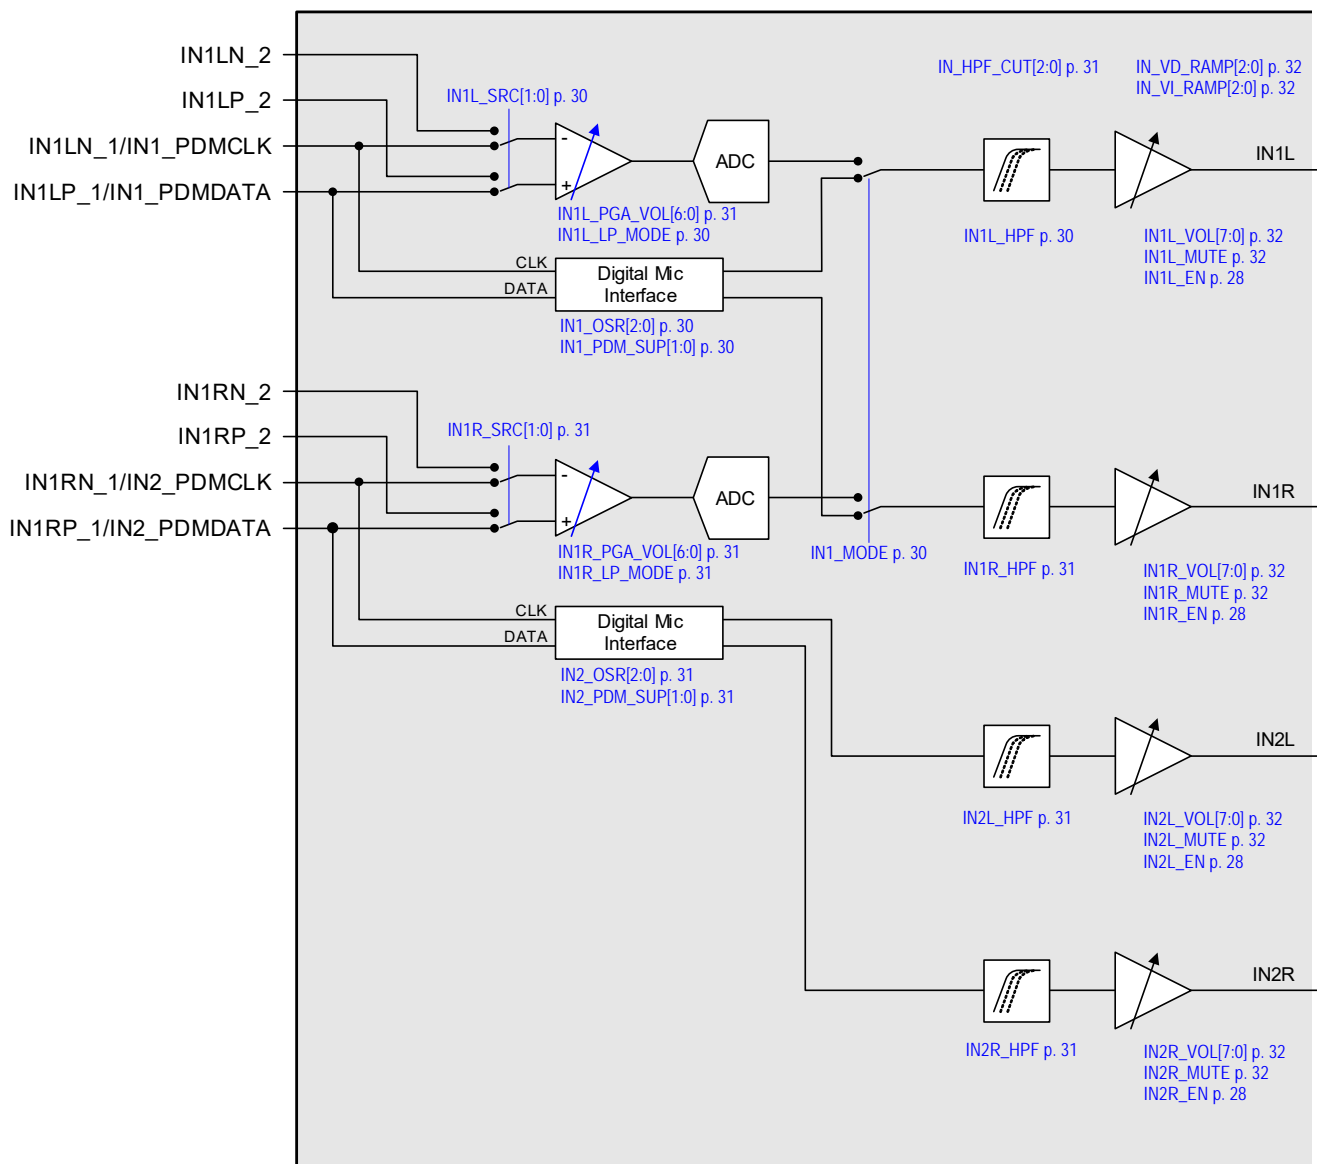 IN1LN_2
IN1LP_2
IN1LN_1/IN1_PDMCLK
IN1LP_1/IN1_PDMDATA
IN1L_SRC[1:0] p. 30
-
+
ADC
IN1L_PGA_VOL[6:0] p. 31
IN1L_LP_MODE p. 30
CLK
DATA
Digital Mic
Interface
IN1_OSR[2:0] p. 30
IN1_PDM_SUP[1:0] p. 30
IN_HPF_CUT[2:0] p. 31
IN_VD_RAMP[2:0] p. 32
IN_VI_RAMP[2:0] p. 32
IN1L
IN1L_HPF p. 30
IN1L_VOL[7:0] p. 32
IN1L_MUTE p. 32
IN1L_EN p. 28
IN1RN_2
IN1RP_2
IN1RN_1/IN2_PDMCLK
IN1RP_1/IN2_PDMDATA
IN1R_SRC[1:0] p. 31
-
+
ADC
IN1R_PGA_VOL[6:0] p. 31
IN1R_LP_MODE p. 31
IN1_MODE p. 30
IN1R
IN1R_HPF p. 31
IN1R_VOL[7:0] p. 32
IN1R_MUTE p. 32
IN1R_EN p. 28
CLK
DATA
Digital Mic
Interface
IN2_OSR[2:0] p. 31
IN2_PDM_SUP[1:0] p. 31
IN2L
IN2L_HPF p. 31
IN2L_VOL[7:0] p. 32
IN2L_MUTE p. 32
IN2L_EN p. 28
IN2R
IN2R_HPF p. 31
IN2R_VOL[7:0] p. 32
IN2R_MUTE p. 32
IN2R_EN p. 28